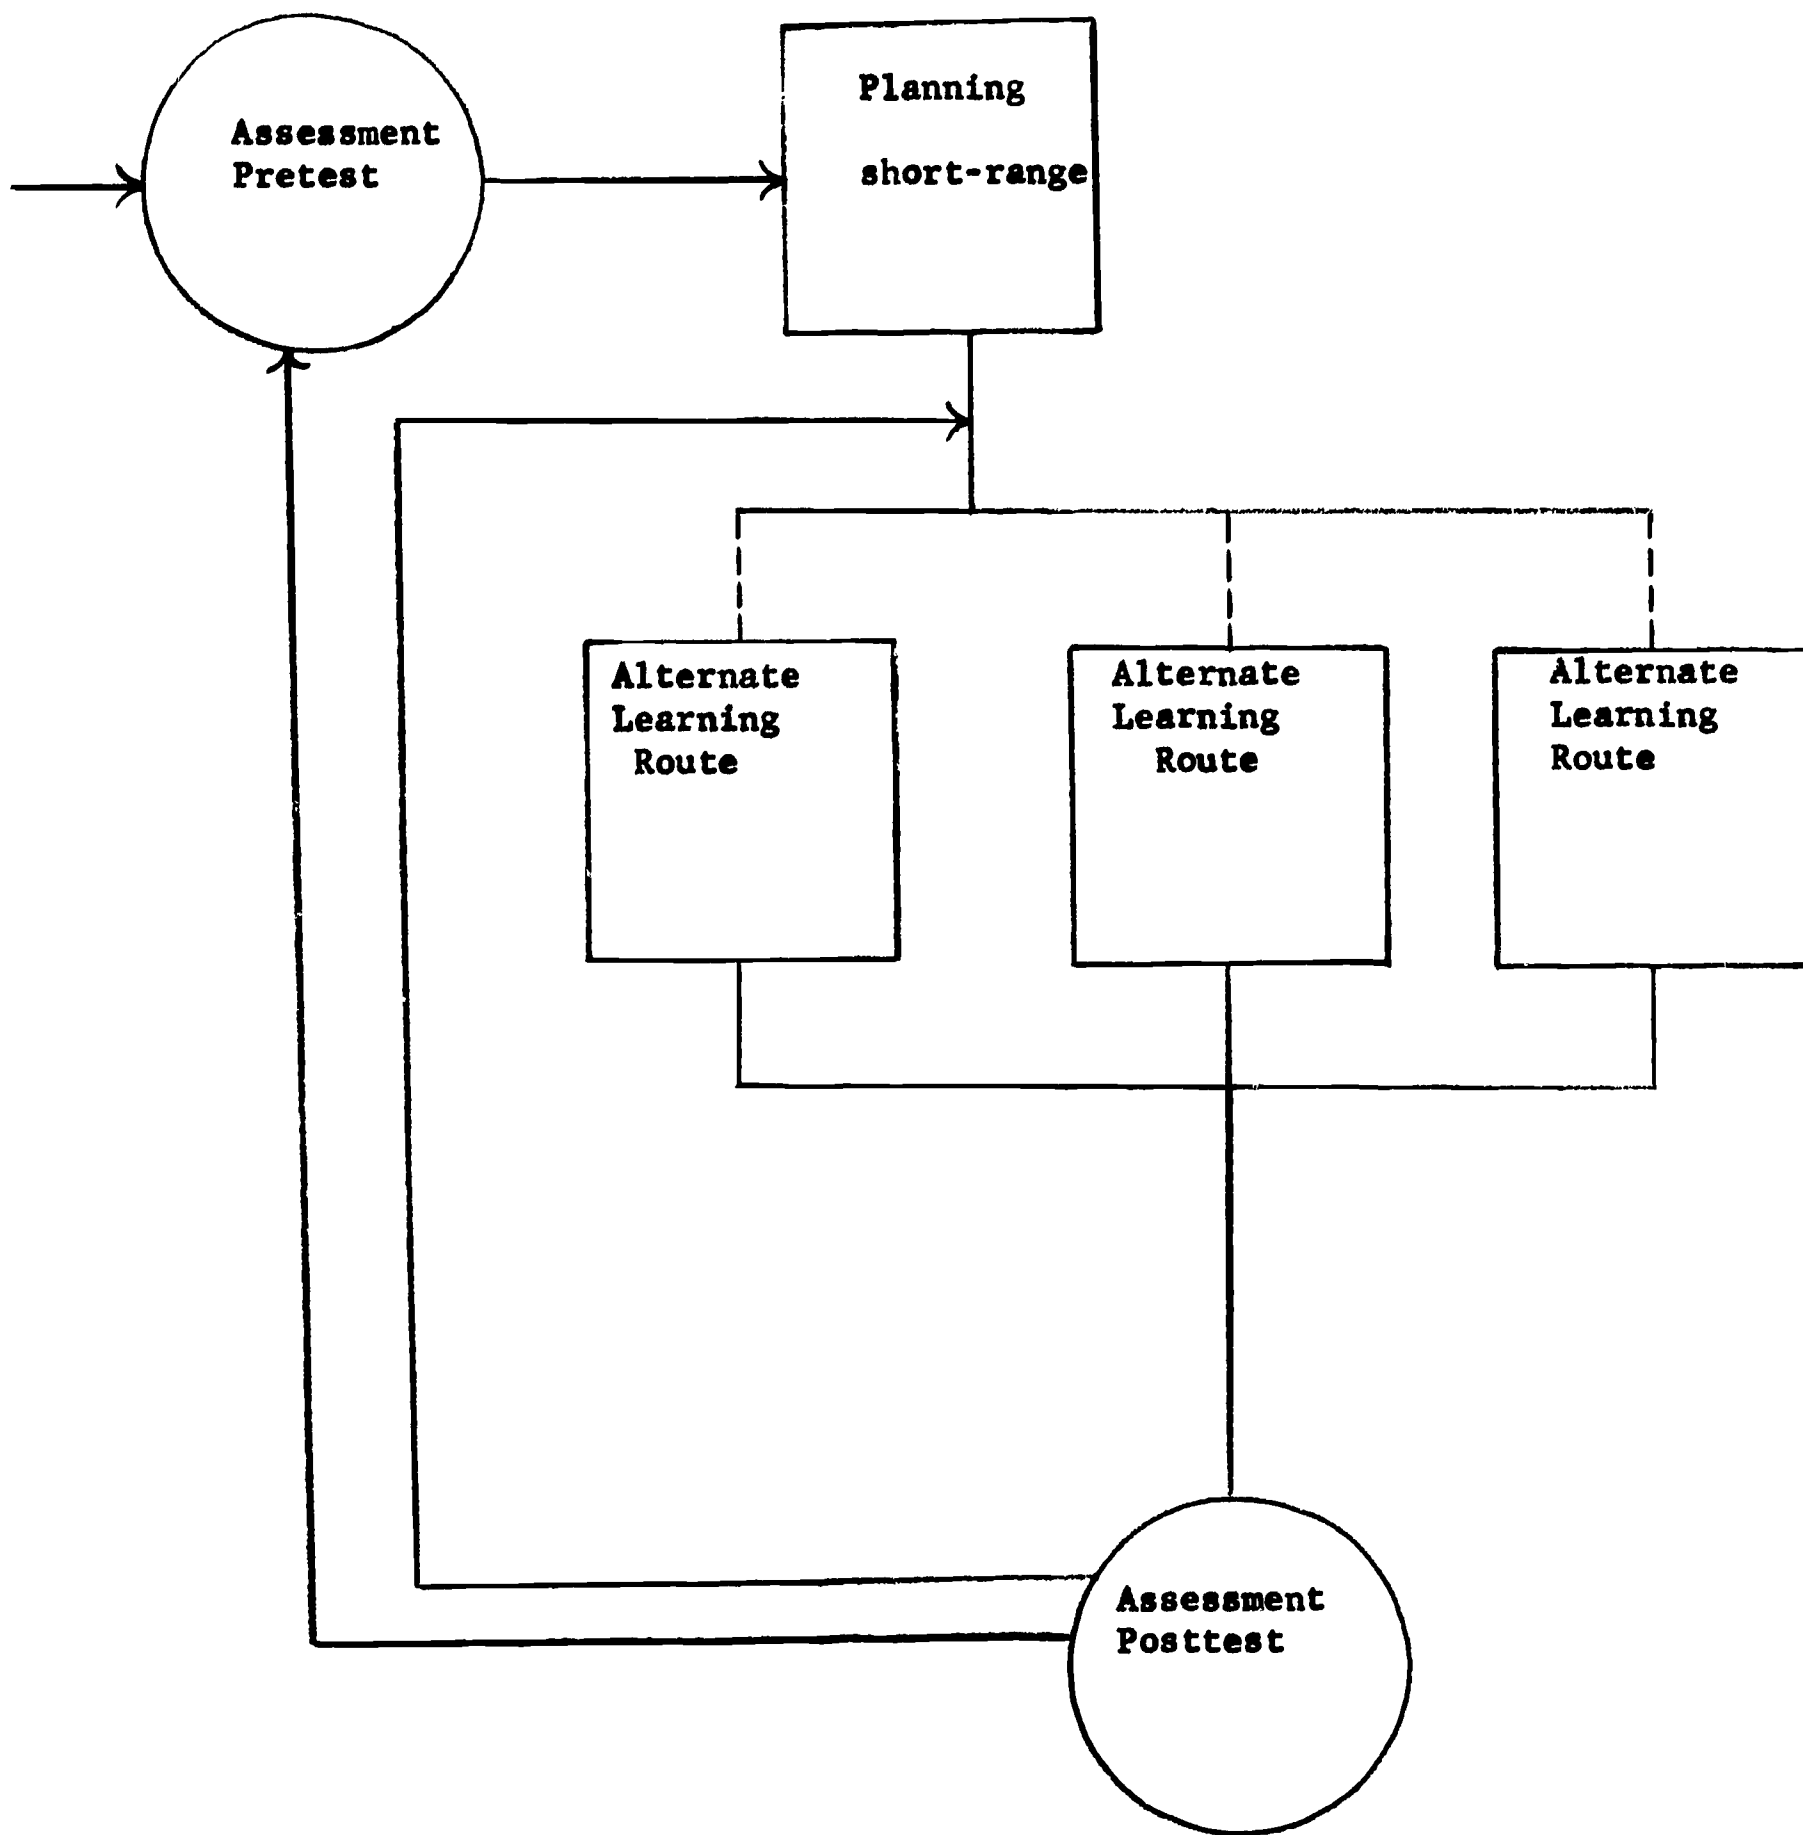 Assessment
Pretest
Planning
short-range
Alternate
Learning
Route
Alternate
Learning
Route
Alternate
Learning
Route
Assessment
Posttest